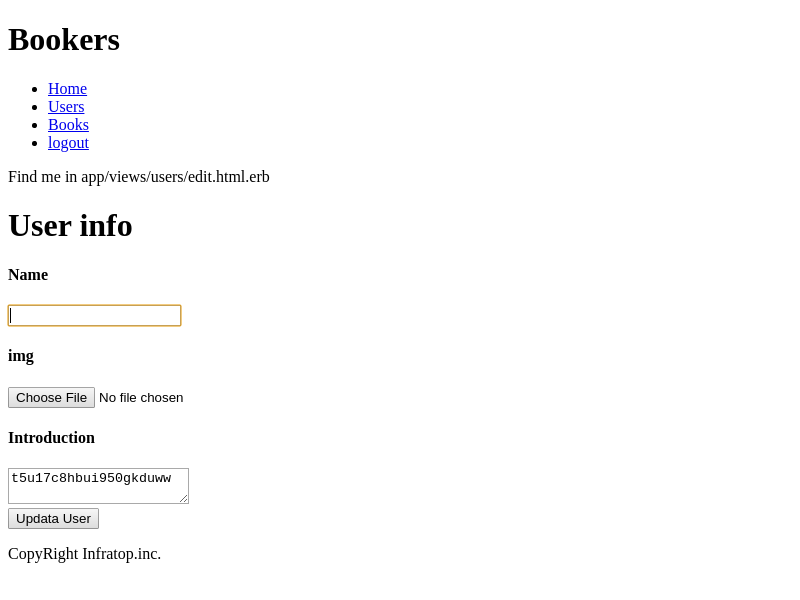 Bookers
Home
Users
Books
logout
Find me in app/views/users/edit.html.erb
User info
Name
img
Choose File No file chosen
Introduction
t5u17c8hbui950gkduww
Updata User
CopyRight Infratop.inc.